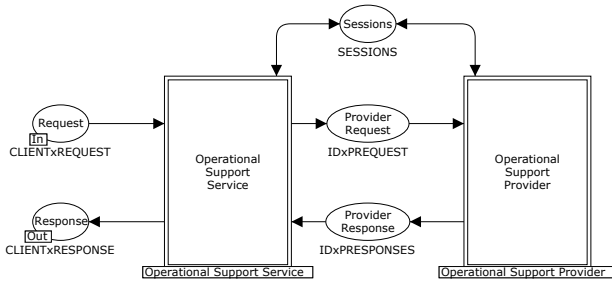 Sessions
SESSIONS
Request
In
CLIENTxREQUEST
Operational
Support
Service
Provider
Request
IDxPREQUEST
Operational
Support
Provider
Response
Out
CLIENTxRESPONSE
Provider
Response
IDxPRESPONSES
Operational Support Service
Operational Support Provider